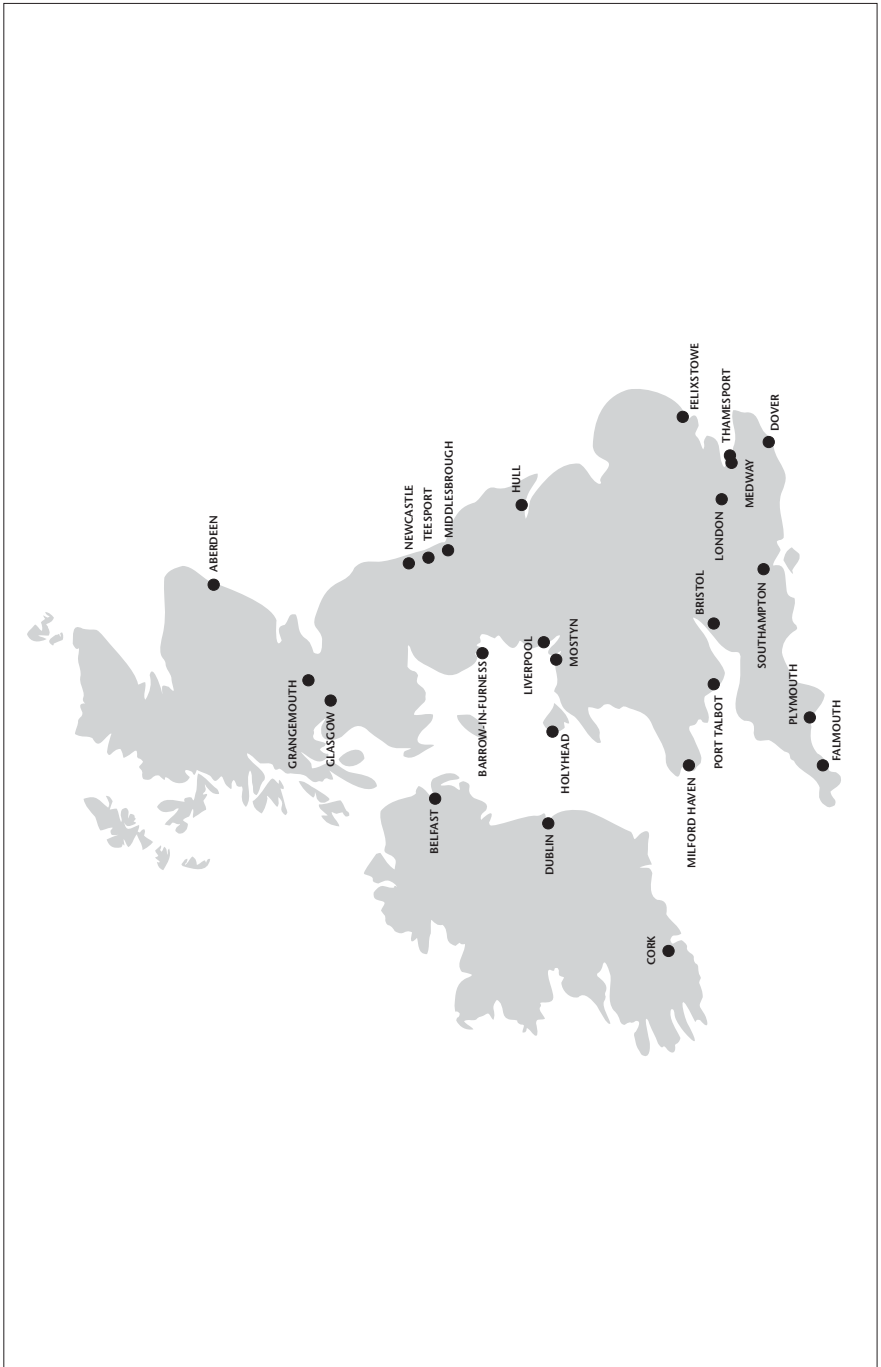 ABERDEEN
GRANGEMOUTH
GLASGOW
NEWCASTLE
TEESPORT
MIDDLESBROUGH
BELFAST
BARROW-IN-FURNESS
HULL
LIVERPOOL
MOSTYN
HOLYHEAD
DUBLIN
CORK
FELIXSTOWE
MILFORD HAVEN
PORT TALBOT
BRISTOL
LONDON
THAMESPORT
MEDWAY
DOVER
SOUTHAMPTON
PLYMOUTH
FALMOUTH